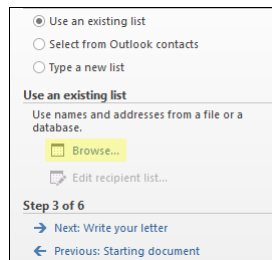 Use an existing list
Select from Outlook contacts
Type a new list
Use an existing list
Use names and addresses from a file or a
database.
Browse...
Edit recipient list...
Step 3 of 6
Next: Write your letter
Previous: Starting document